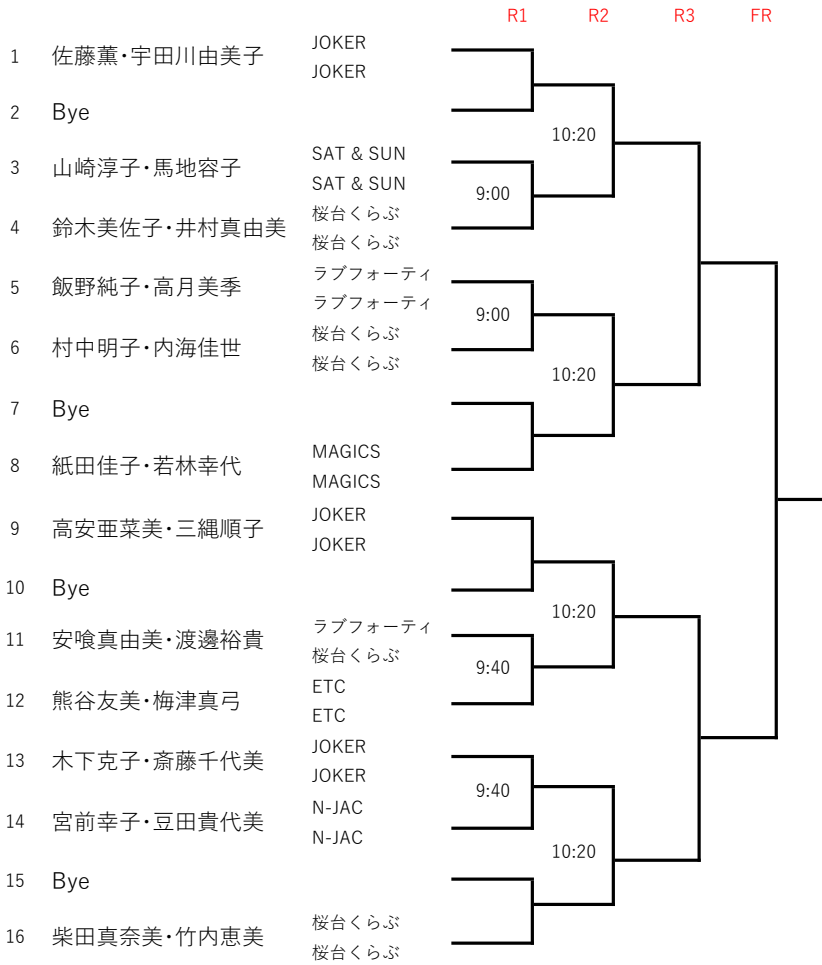 R1 R2 R3 FR
1 佐藤薫・宇田川由美子 JOKER
JOKER
2 Bye
10:20
3 山崎淳子・馬地容子 SAT & SUN
SAT & SUN
9:00
4 鈴木美佐子・井村真由美 桜台くらぶ
桜台くらぶ
5 飯野純子・高月美季 ラブフォーティ
ラブフォーティ
9:00
6 村中明子・内海佳世 桜台くらぶ
桜台くらぶ
10:20
7 Bye
8 紙田佳子・若林幸代 MAGICS
MAGICS
9 高安亜菜美・三縄順子 JOKER
JOKER
10 Bye
10:20
11 安喰真由美・渡邊裕貴 ラブフォーティ
桜台くらぶ
9:40
12 熊谷友美・梅津真弓 ETC
ETC
13 木下克子・斎藤千代美 JOKER
JOKER
9:40
14 宮前幸子・豆田貴代美 N-JAC
N-JAC
10:20
15 Bye
16 柴田真奈美・竹内恵美 桜台くらぶ
桜台くらぶ